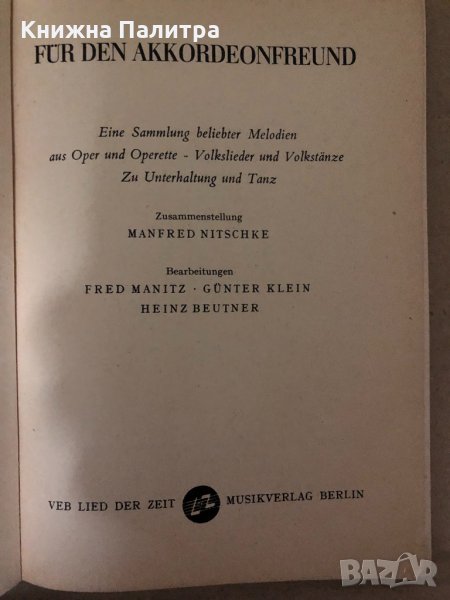 Книжна Палитра
FÜR DEN AKKORDEONFREUND
Eine Sammlung beliebter Melodien
aus Oper und Operette - Volkslieder und Volkstänze
Zu Unterhaltung und Tanz
Zusammenstellung
MANFRED NITSCHKE
Bearbeitungen
FRED MANITZ · GÜNTER KLEIN
HEINZ BEUTNER
VEB LIED DER ZEIT MUSIKVERLAG BERLIN
BAZAR